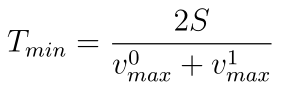 T_{min} = \frac{2S}{v_{max}^{0} + v_{max}^{1}}